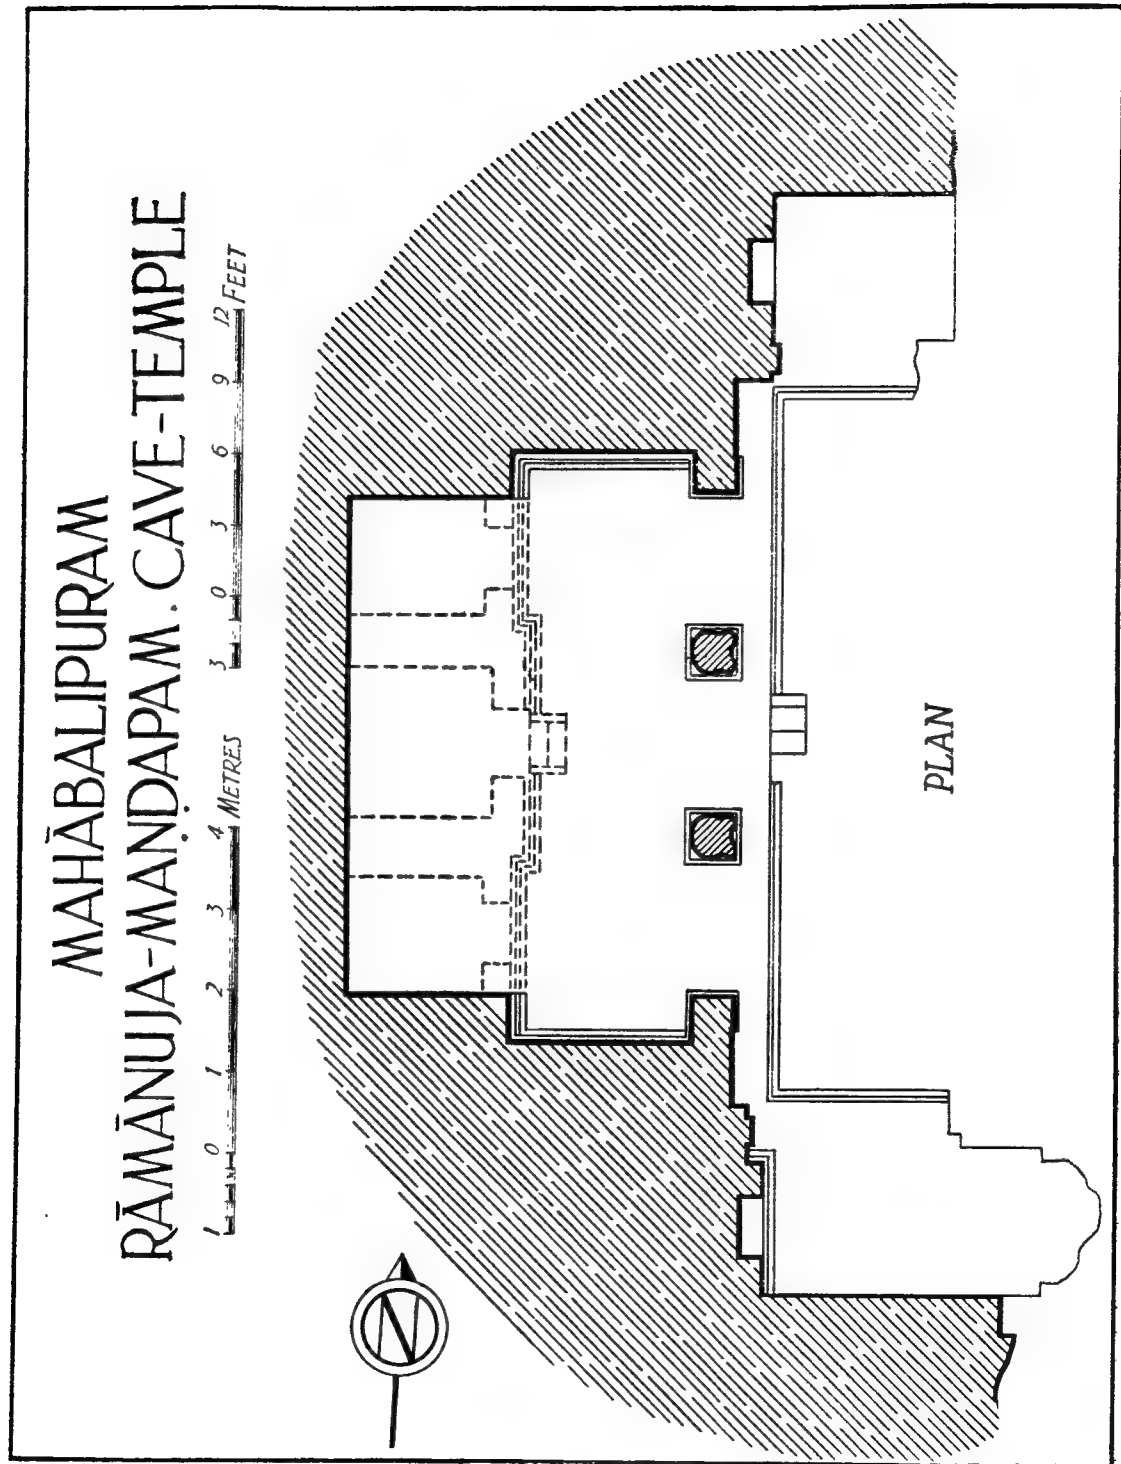 MAHĀBALIPURAM
RĀMĀNUJA-MAṆḌAPAM. CAVE-TEMPLE
1 0 1 2 3 4 METRES
3 0 3 6 9 12 FEET
N
PLAN